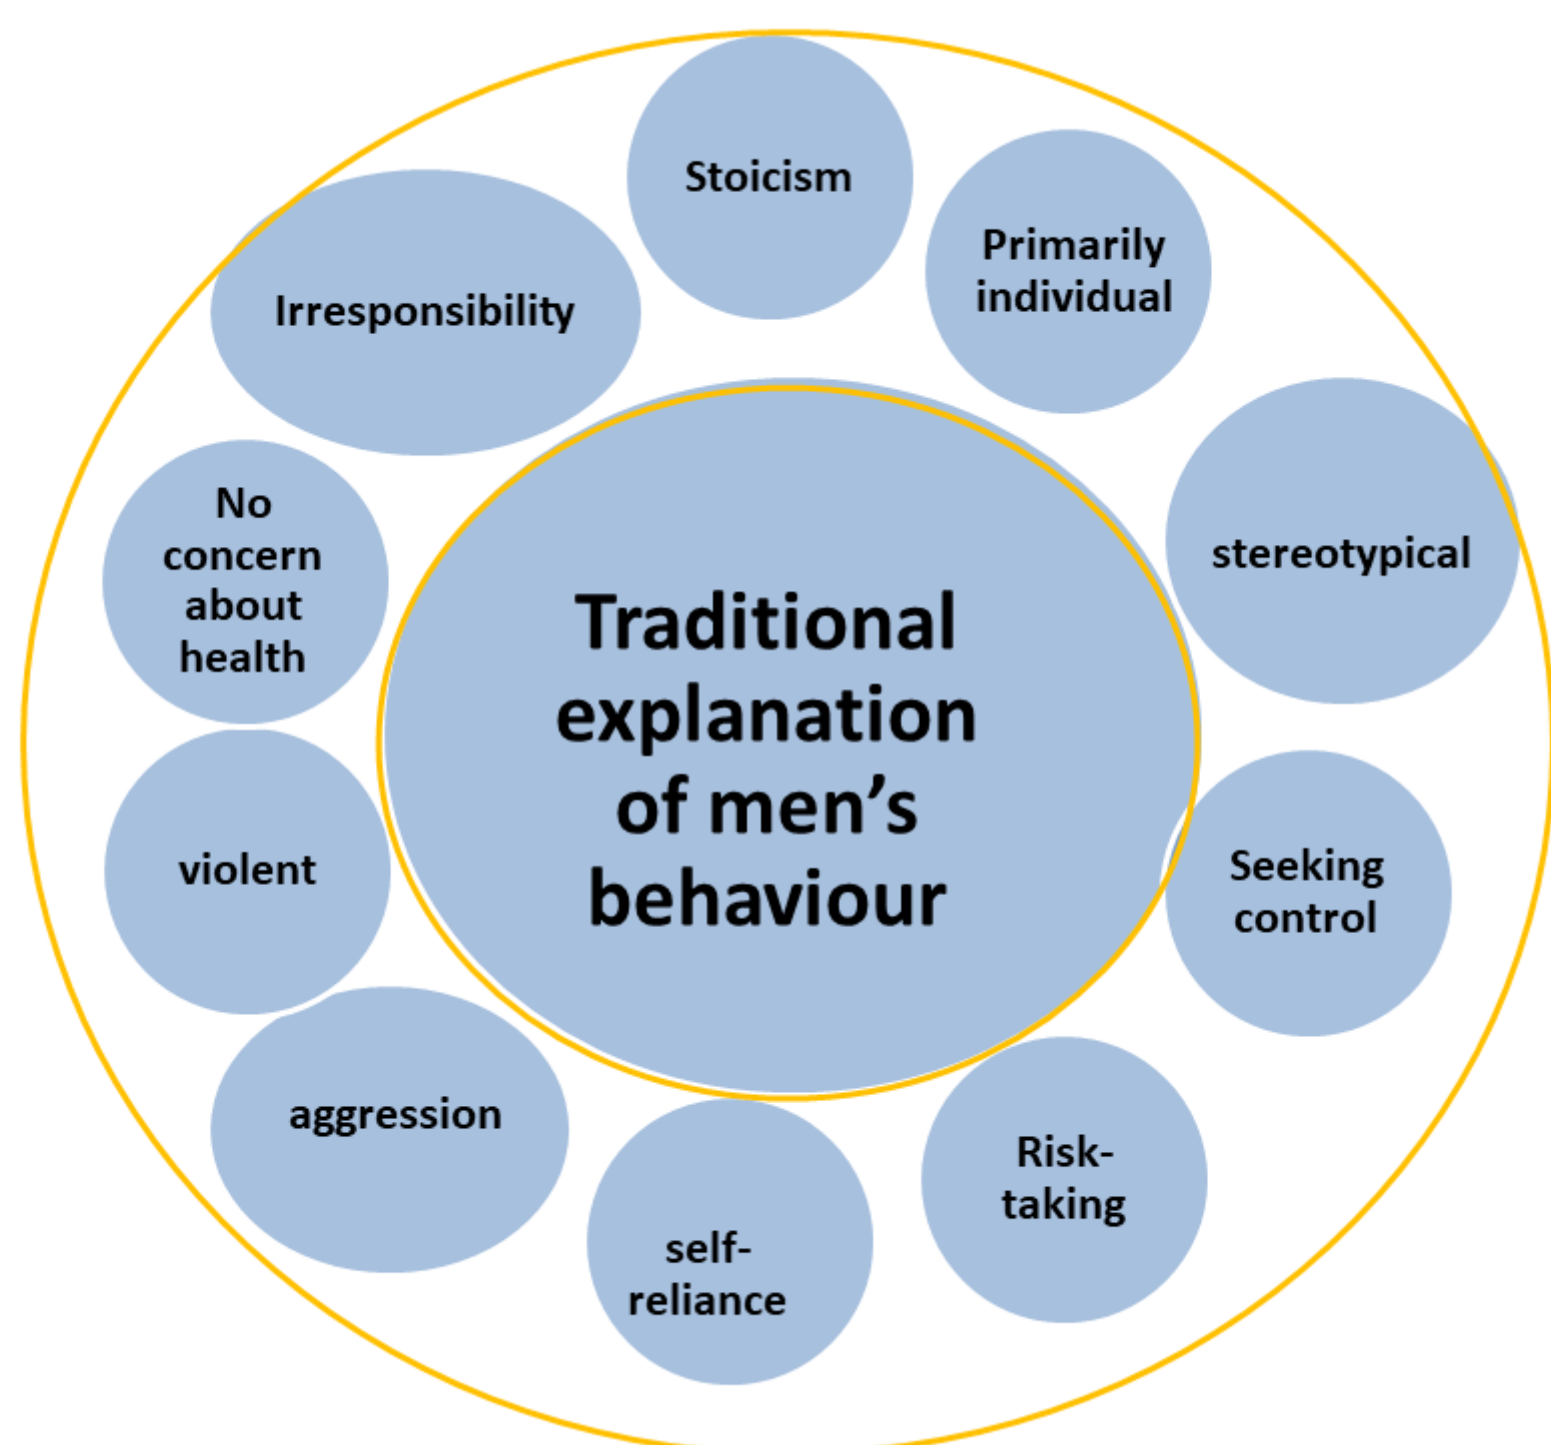 Stoicism
Primarily
individual
stereotypical
Seeking
control
Risk-
taking
self-
reliance
aggression
violent
No
concern
about
health
Irresponsibility
Traditional
explanation
of men’s
behaviour